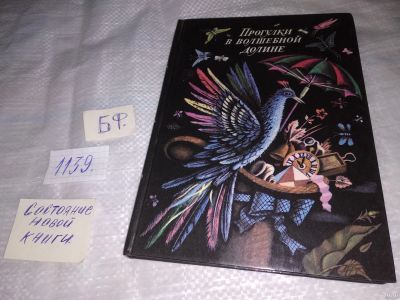 Прогулки
в волшебной
долине
БФ.
1139.
Состояние
новой
книги